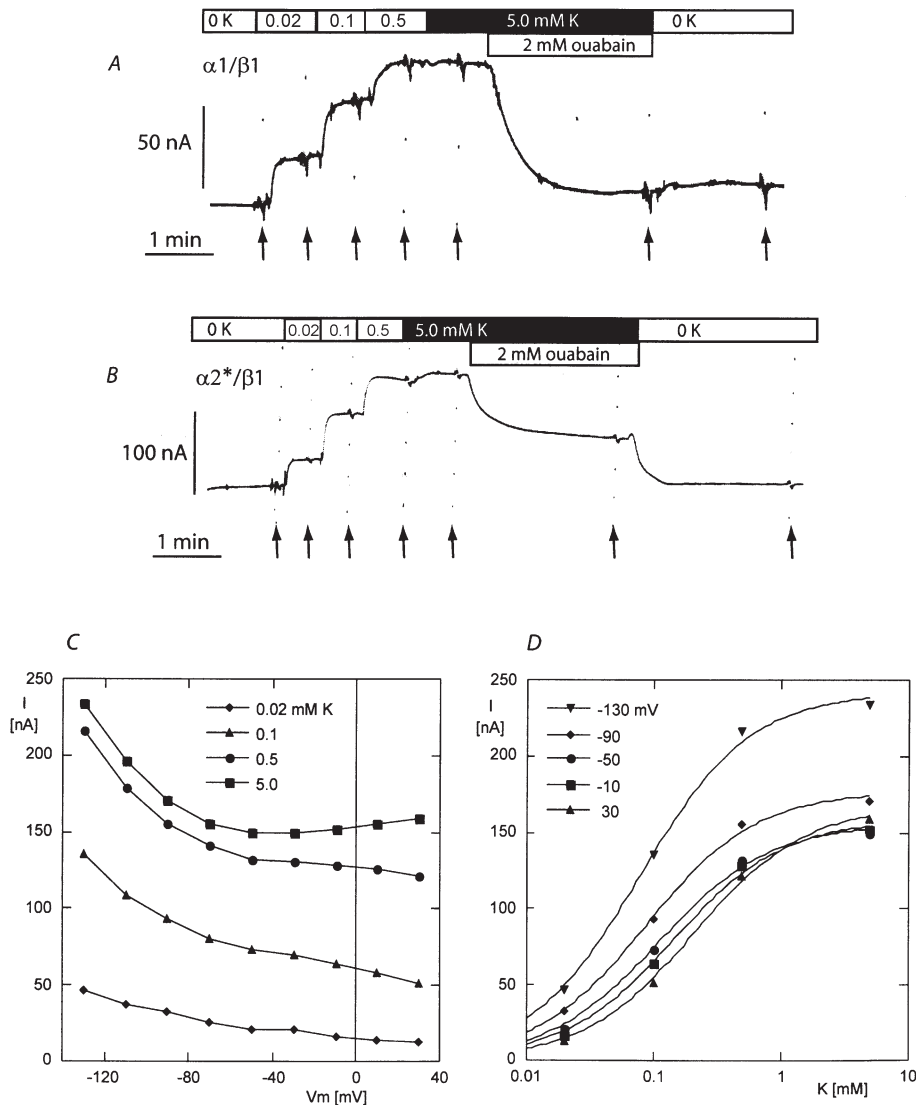 0 K 0.02 0.1 0.5 5.0 mM K 0 K
2 mM ouabain
A
α1/β1
50 nA
1 min
0 K 0.02 0.1 0.5 5.0 mM K 0 K
2 mM ouabain
B
α2*/β1
100 nA
1 min
C
250
I
[nA]
200
150
100
50
0
0.02 mM K
0.1
0.5
5.0
-120 -80 -40 0 40
Vm [mV]
D
250
I
[nA]
200
150
100
50
0
-130 mV
-90
-50
-10
30
0.01 0.1 1 10
K [mM]